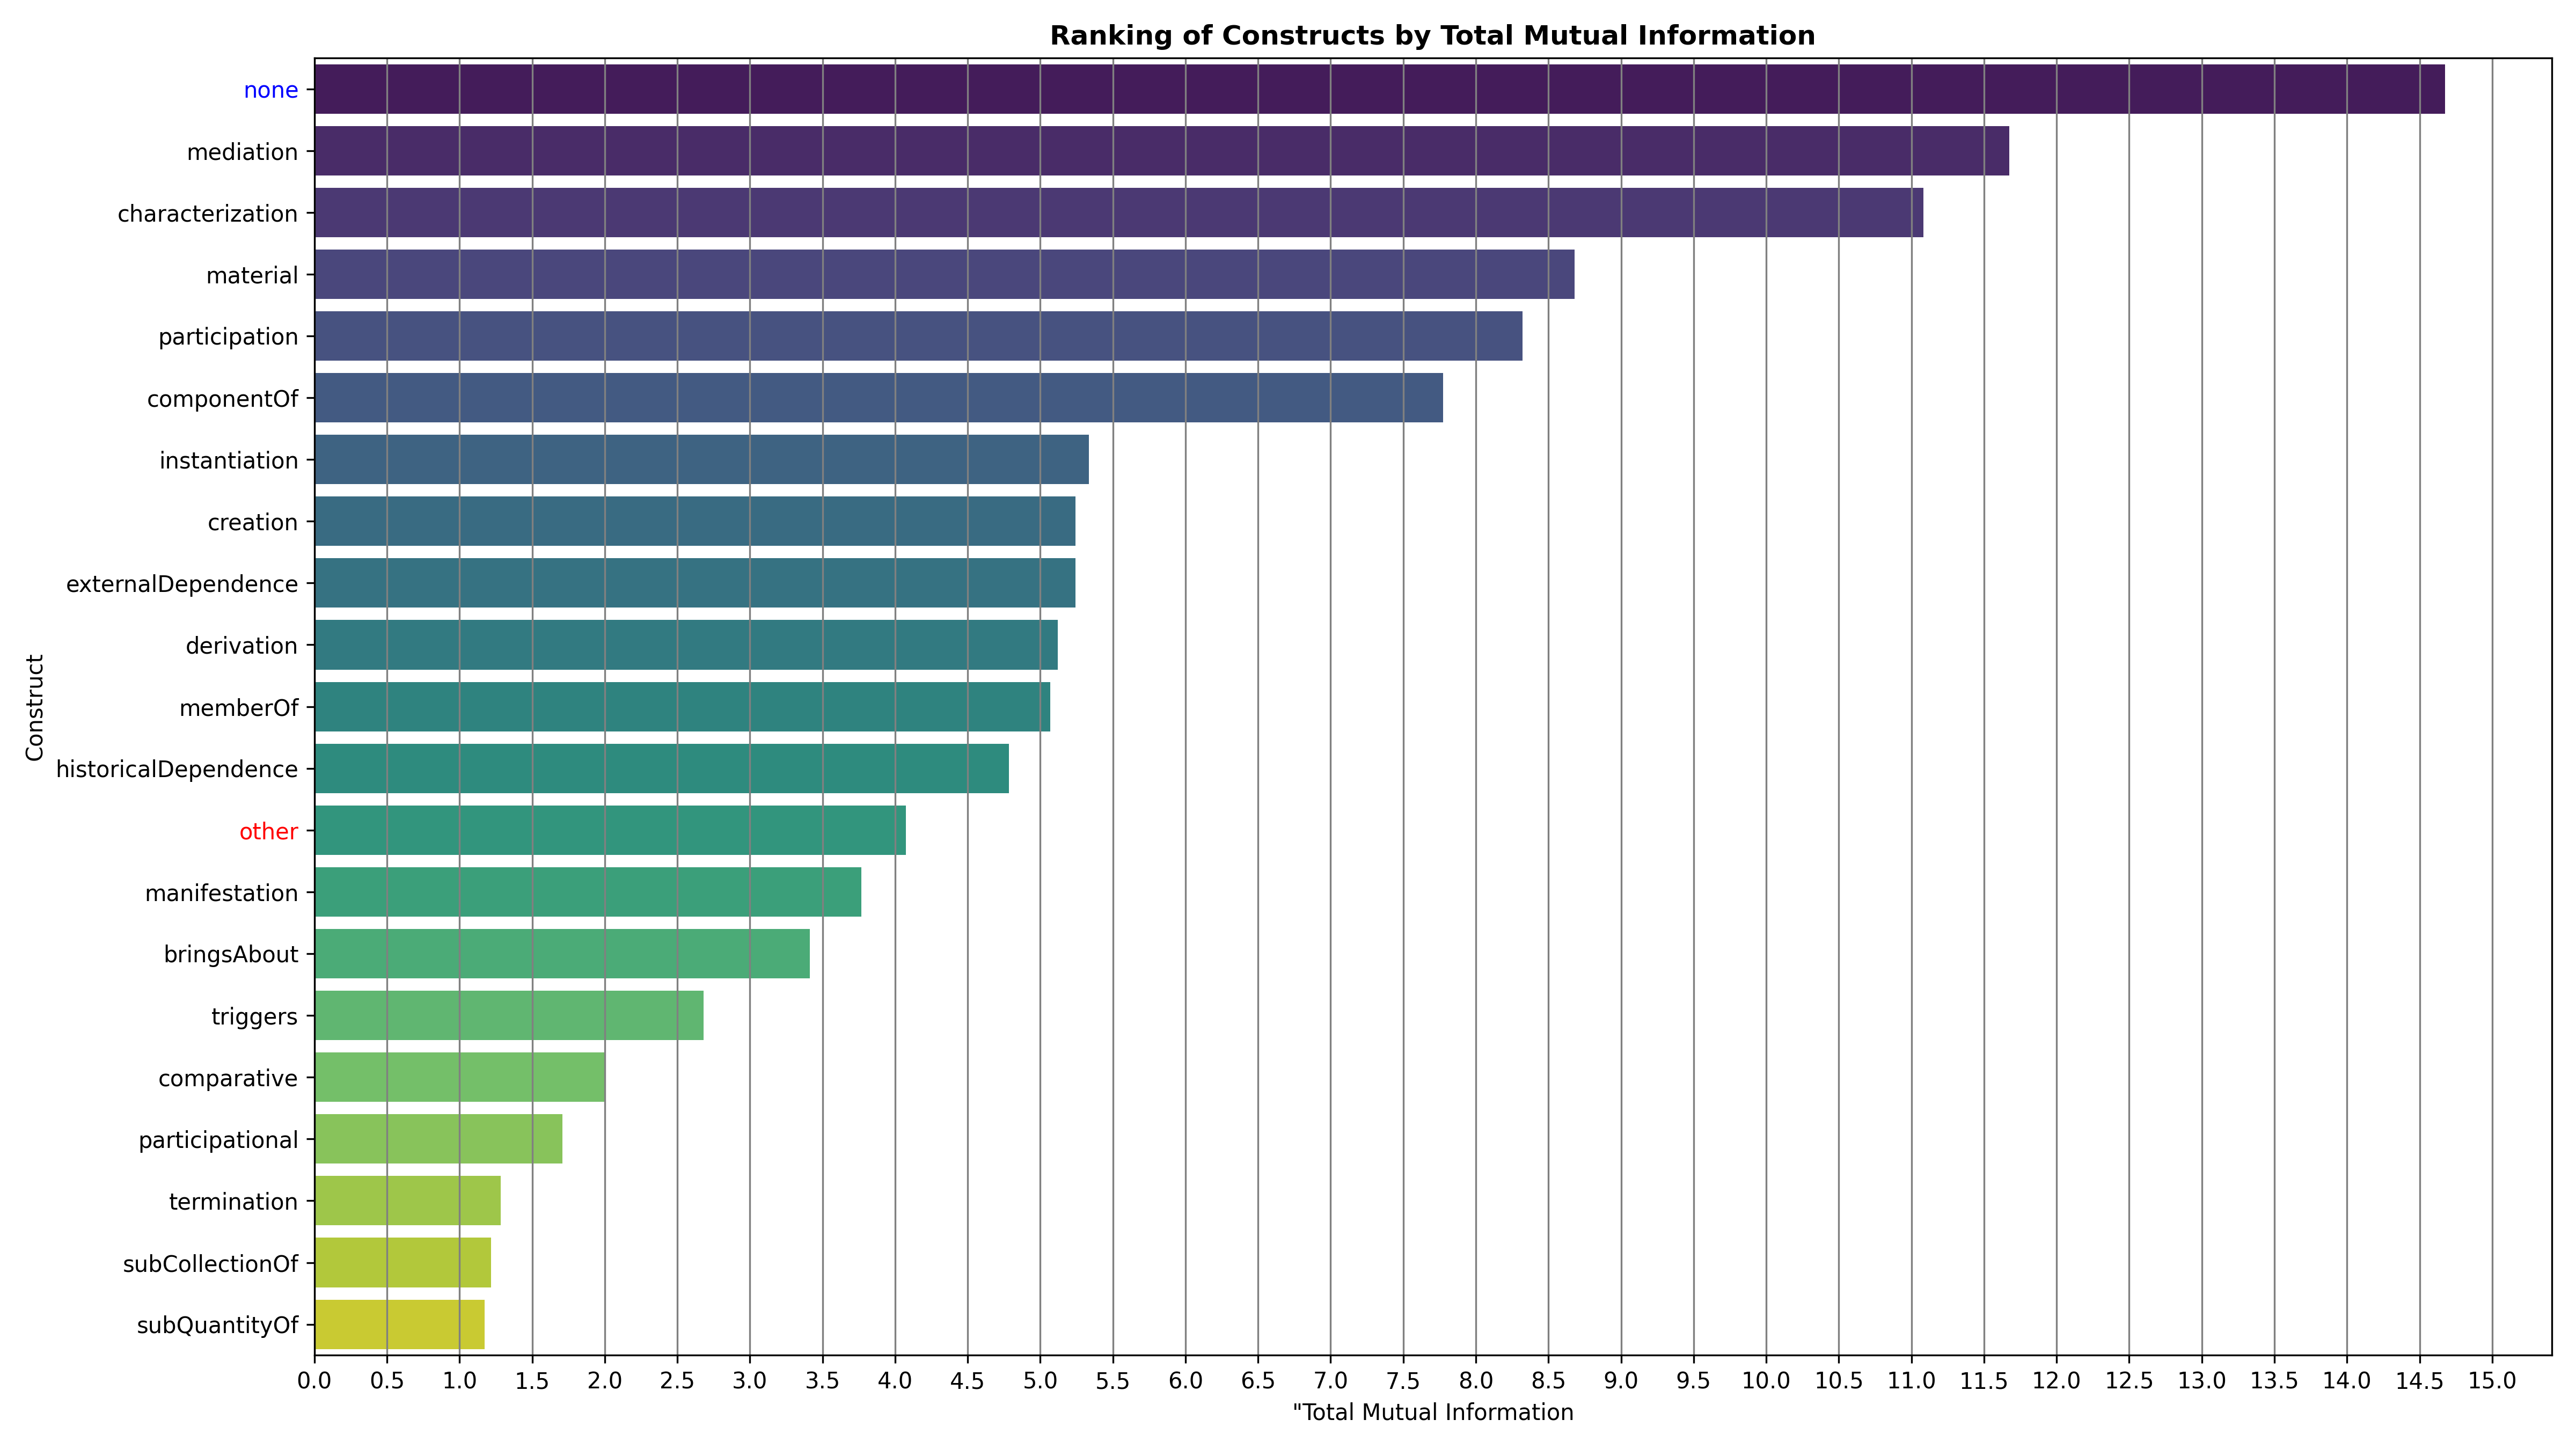 Ranking of Constructs by Total Mutual Information
none
mediation
characterization
material
participation
componentOf
instantiation
creation
externalDependence
derivation
memberOf
historicalDependence
other
manifestation
bringsAbout
triggers
comparative
participational
termination
subCollectionOf
subQuantityOf
Construct
0.0 0.5 1.0 1.5 2.0 2.5 3.0 3.5 4.0 4.5 5.0 5.5 6.0 6.5 7.0 7.5 8.0 8.5 9.0 9.5 10.0 10.5 11.0 11.5 12.0 12.5 13.0 13.5 14.0 14.5 15.0
"Total Mutual Information